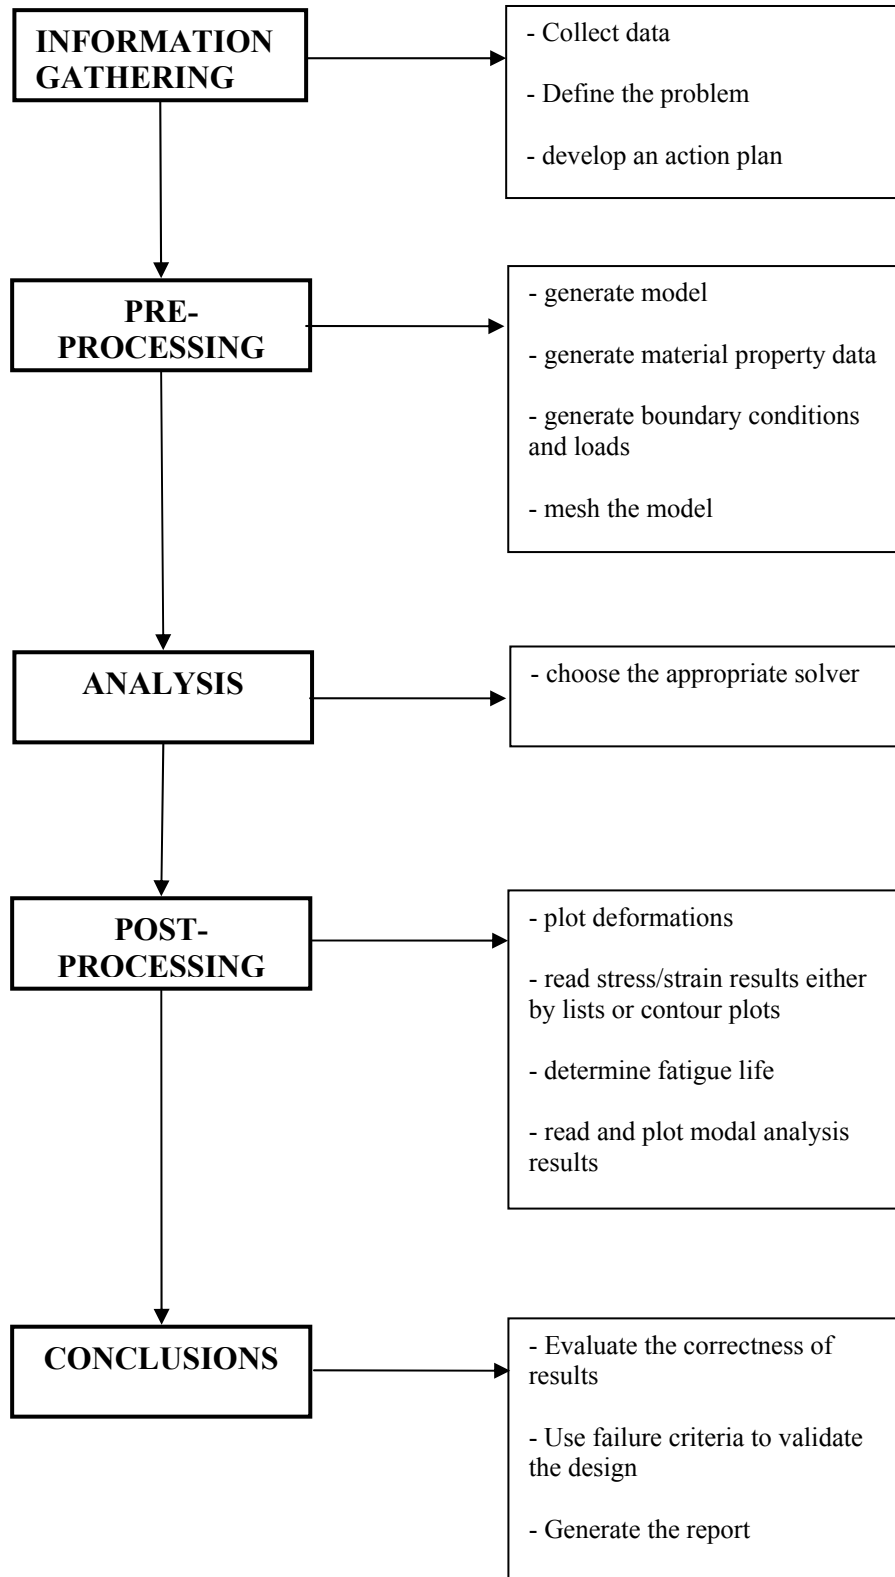 INFORMATION
GATHERING
- Collect data
- Define the problem
- develop an action plan
PRE-
PROCESSING
- generate model
- generate material property data
- generate boundary conditions
and loads
- mesh the model
ANALYSIS
- choose the appropriate solver
POST-
PROCESSING
- plot deformations
- read stress/strain results either
by lists or contour plots
- determine fatigue life
- read and plot modal analysis
results
CONCLUSIONS
- Evaluate the correctness of
results
- Use failure criteria to validate
the design
- Generate the report